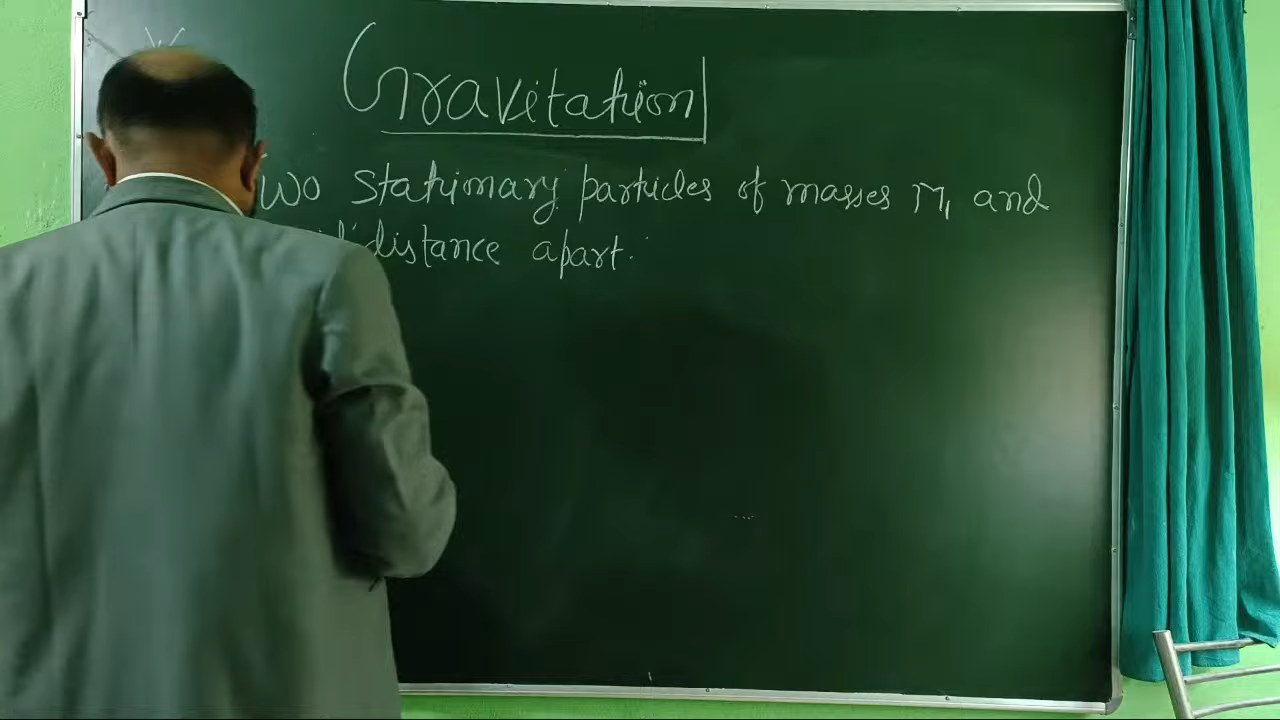 Gravitation
wo stationary particles of masses M₁ and
'd' distance apart.